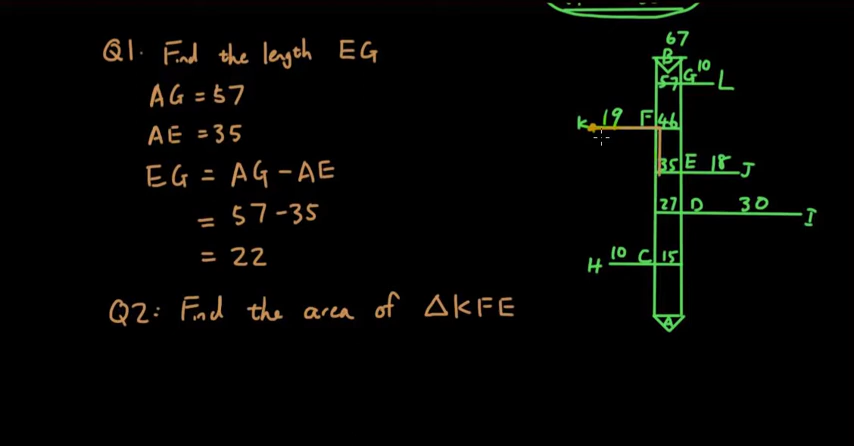 Q1. Find the length EG
AG = 57
AE = 35
EG = AG - AE
= 57 - 35
= 22
Q2: Find the area of △KFE
67
B
57 G 10 L
K 19 F 46
35 E 18 J
27 D 30 I
H 10 C 15
A